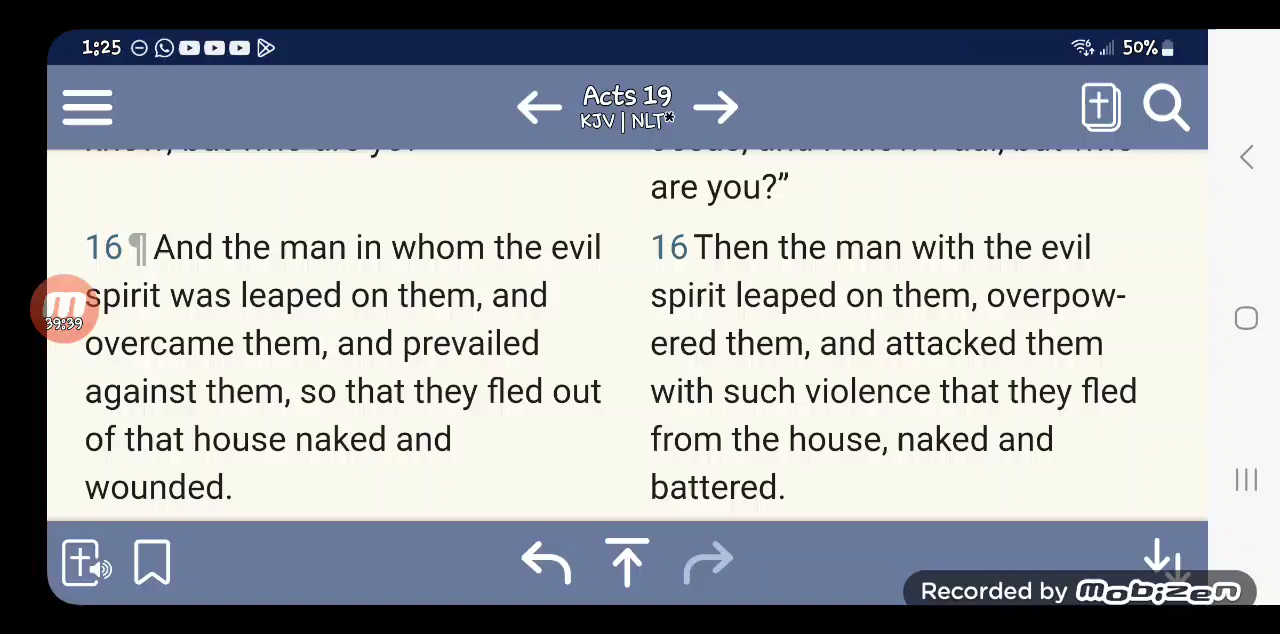 1:25
50%
Acts 19
KJV | NLT*
are you?”
16 ¶ And the man in whom the evil
spirit was leaped on them, and
overcame them, and prevailed
against them, so that they fled out
of that house naked and
wounded.
16 Then the man with the evil
spirit leaped on them, overpow-
ered them, and attacked them
with such violence that they fled
from the house, naked and
battered.
39:39
Recorded by mobizen